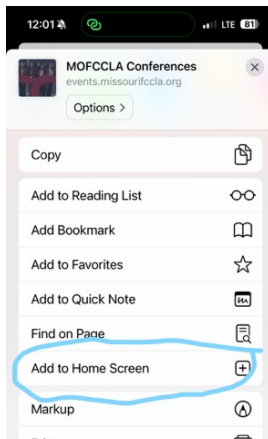 12:01
LTE 81
MOFCCLA Conferences
events.missourifccla.org
Options >
Copy
Add to Reading List
Add Bookmark
Add to Favorites
Add to Quick Note
Find on Page
Add to Home Screen
Markup